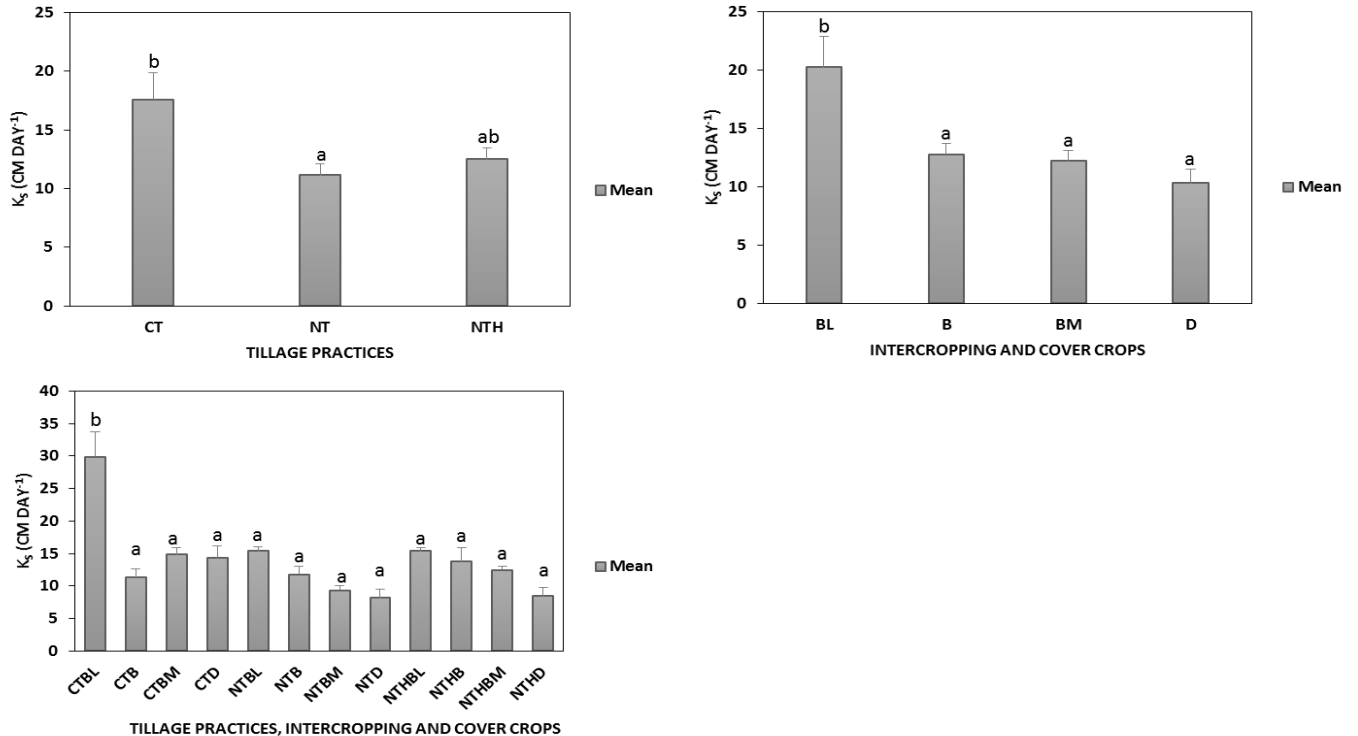 25
20
15
10
5
0
K_S (CM DAY⁻¹)
b
a
ab
CT NT NTH
TILLAGE PRACTICES
Mean
25
20
15
10
5
0
K_S (CM DAY⁻¹)
b
a
a
a
BL B BM D
INTERCROPPING AND COVER CROPS
Mean
40
35
30
25
20
15
10
5
0
K_S (CM DAY⁻¹)
b
a
a
a
a
a
a
a
a
a
a
a
CTBL CTB CTBM CTD NTBL NTB NTBM NTD NTHBL NTHB NTHBM NTHD
TILLAGE PRACTICES, INTERCROPPING AND COVER CROPS
Mean